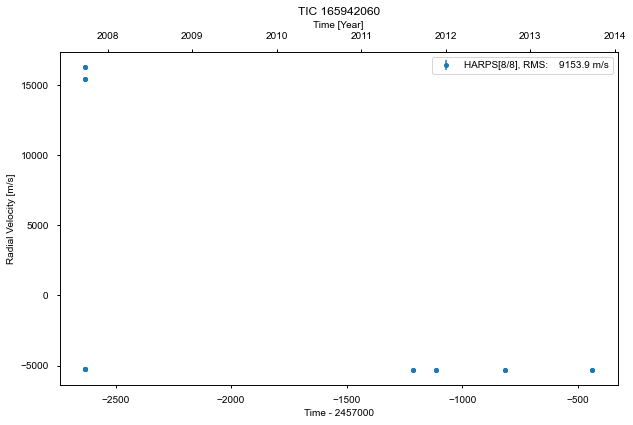 TIC 165942060
Time [Year]
2008 2009 2010 2011 2012 2013 2014
HARPS[8/8], RMS: 9153.9 m/s
Radial Velocity [m/s]
15000
10000
5000
0
−5000
−2500 −2000 −1500 −1000 −500
Time - 2457000